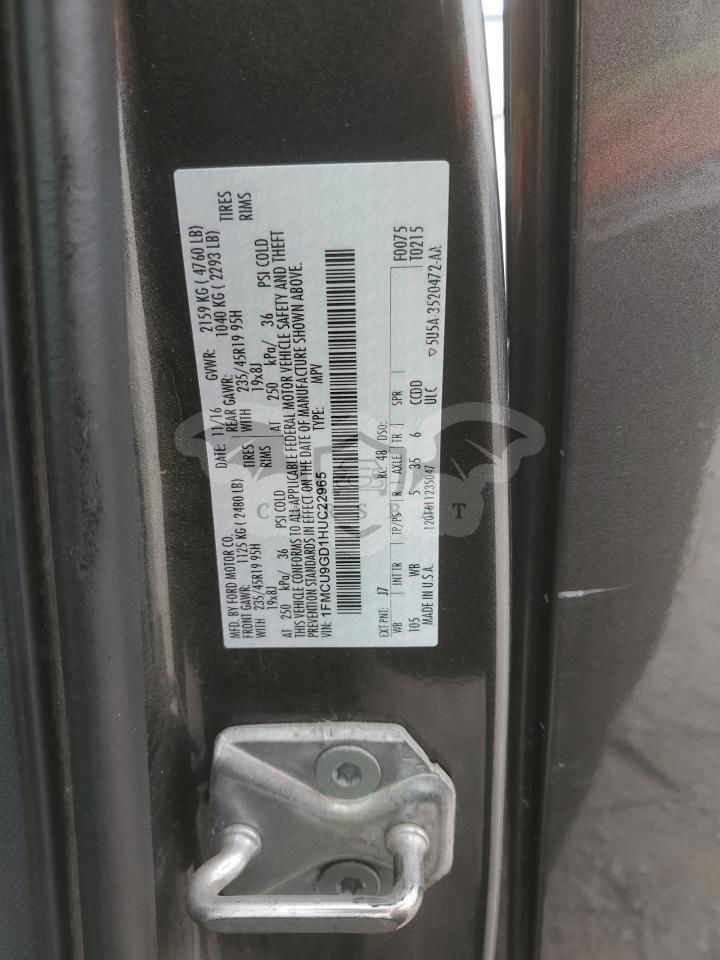 MFD. BY FORD MOTOR CO. DATE: 11/16 GVWR: 2159 KG ( 4760 LB)
FRONT GAWR: 1125 KG ( 2480 LB) REAR GAWR: 1040 KG ( 2293 LB)
WITH 235/45R19 95H TIRES WITH 235/45R19 95H TIRES
19x8J RIMS 19x8J RIMS
AT 250 kPa/ 36 PSI COLD AT 250 kPa/ 36 PSI COLD
THIS VEHICLE CONFORMS TO ALL APPLICABLE FEDERAL MOTOR VEHICLE SAFETY AND THEFT
PREVENTION STANDARDS IN EFFECT ON THE DATE OF MANUFACTURE SHOWN ABOVE.
VIN: 1FMCU9GD1HUC22965 TYPE: MPV
EXT PNT: J7 RC: 48 DSO: F0075
WB INT TR TP/PS R AXLE TR SPR T0215
105 WB 5 35 6 CCDD
MADE IN U.S.A. ULC 5U5A-3520472-AA